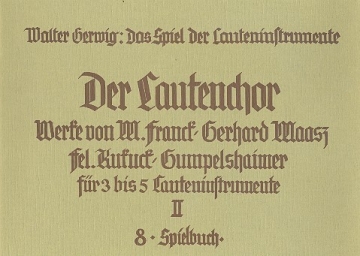 Walter Gerwig: Das Spiel der Lauteninstrumente
Der Lautenchor
Werke von M. Franck · Gerhard Maasz
Fel. Kukuck · Gumpelshaimer
für 3 bis 5 Lauteninstrumente
II
8 · Spielbuch ·